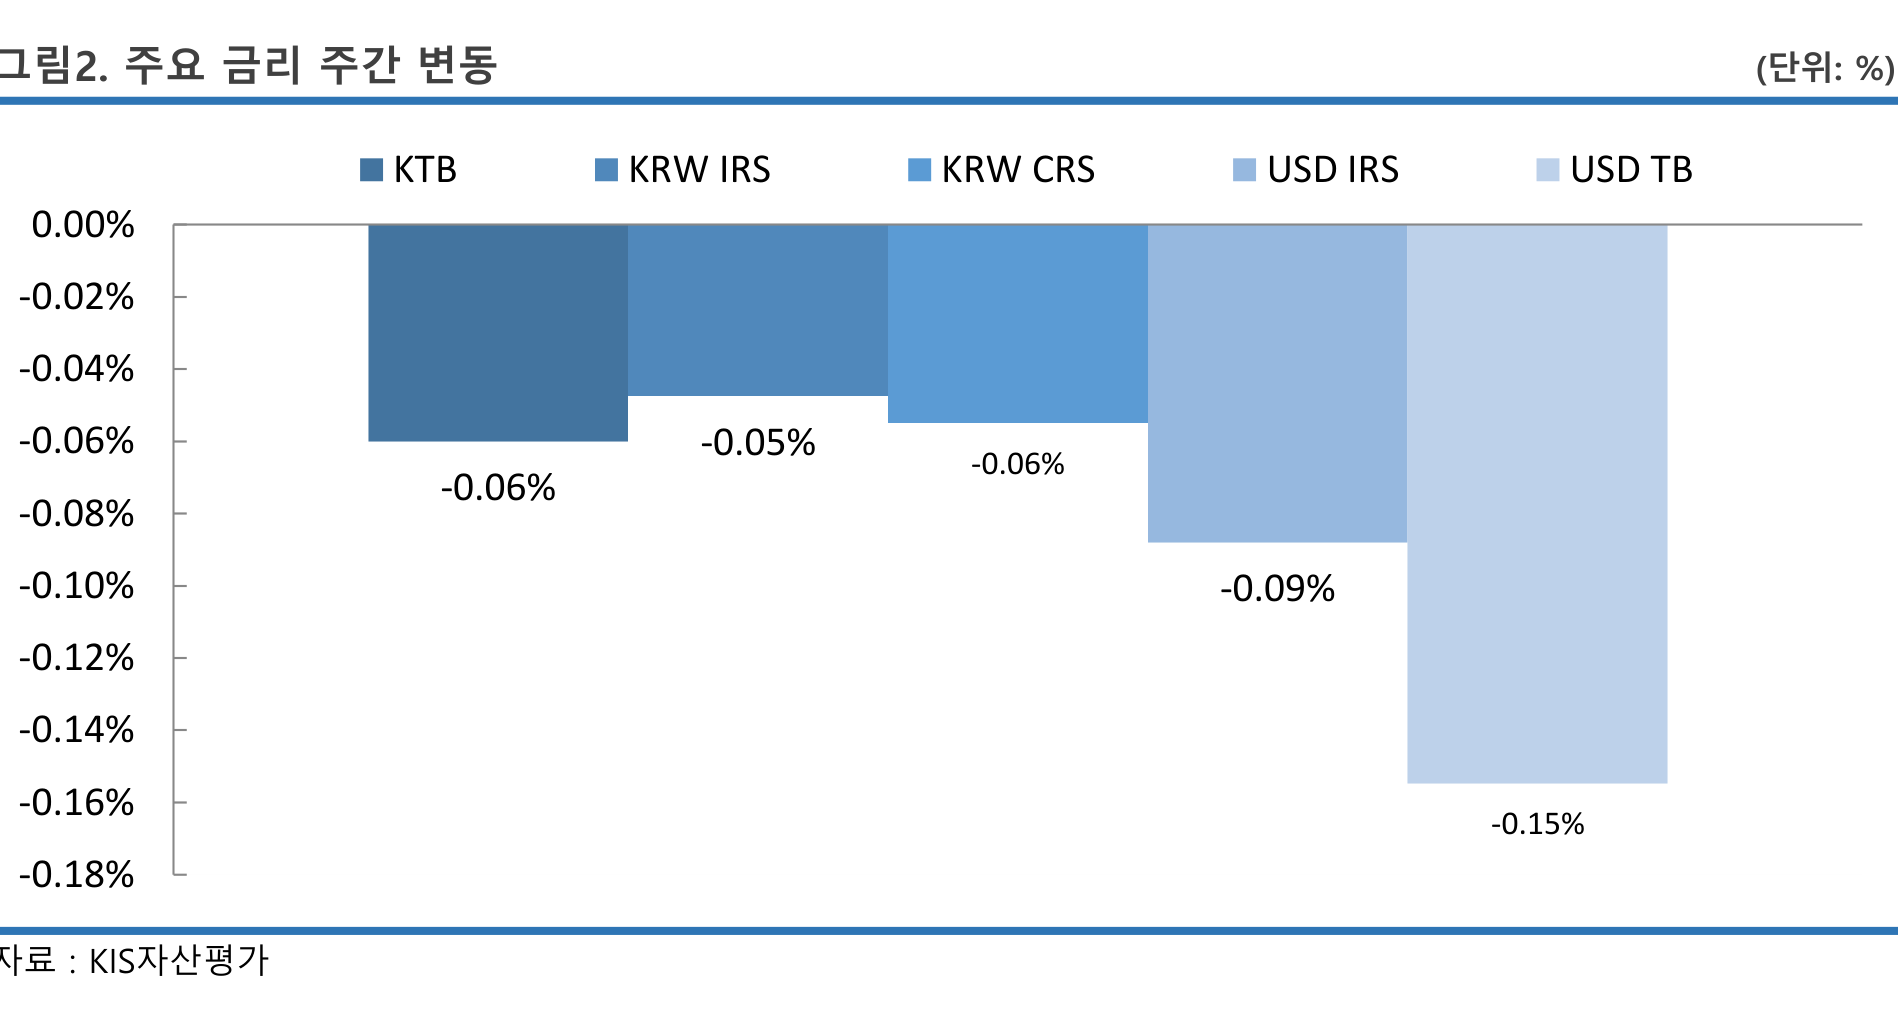 그림2. 주요 금리 주간 변동
(단위: %)
KTB
KRW IRS
KRW CRS
USD IRS
USD TB
0.00%
-0.02%
-0.04%
-0.06%
-0.08%
-0.10%
-0.12%
-0.14%
-0.16%
-0.18%
-0.06%
-0.05%
-0.06%
-0.09%
-0.15%
자료 : KIS자산평가